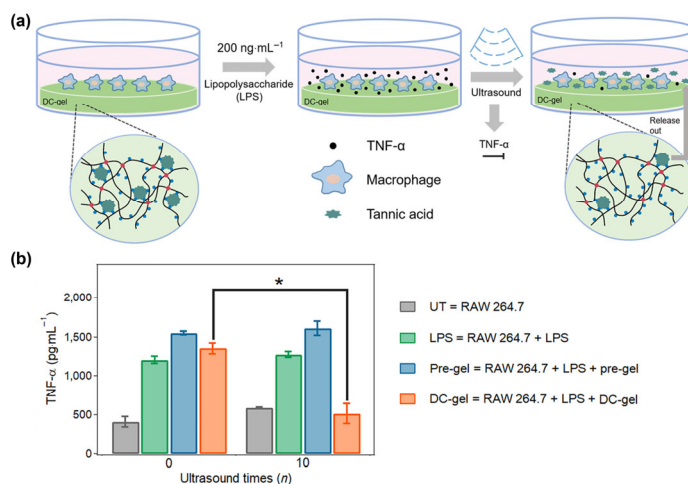 (a)
200 ng·mL⁻¹
Lipopolysaccharide
(LPS)
DC-gel
DC-gel
Ultrasound
TNF-α
DC-gel
Release
out
TNF-α
Macrophage
Tannic acid
(b)
TNF-α (pg·mL⁻¹)
2,000
1,500
1,000
500
0
*
0
10
Ultrasound times (n)
UT = RAW 264.7
LPS = RAW 264.7 + LPS
Pre-gel = RAW 264.7 + LPS + pre-gel
DC-gel = RAW 264.7 + LPS + DC-gel